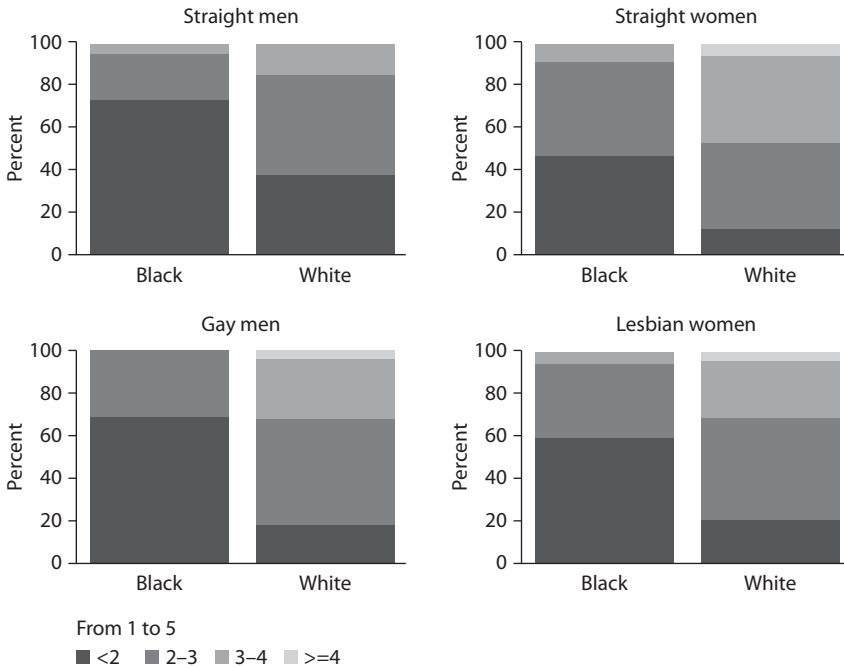 Straight men
100
80
60
40
20
0
Percent
Black White
Straight women
100
80
60
40
20
0
Percent
Black White
Gay men
100
80
60
40
20
0
Percent
Black White
Lesbian women
100
80
60
40
20
0
Percent
Black White
From 1 to 5
<2 2–3 3–4 >=4